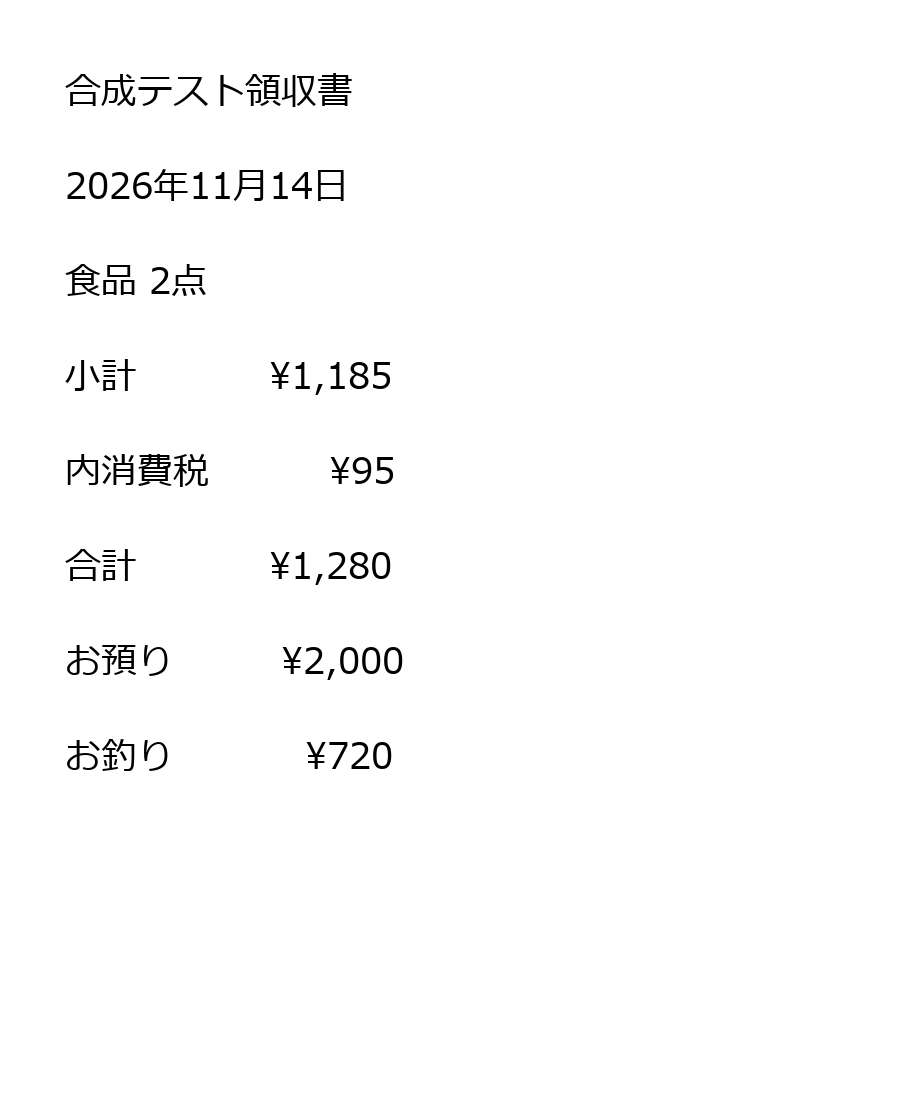 合成テスト領収書
2026年11月14日
食品 2点
小計 ¥1,185
内消費税 ¥95
合計 ¥1,280
お預り ¥2,000
お釣り ¥720